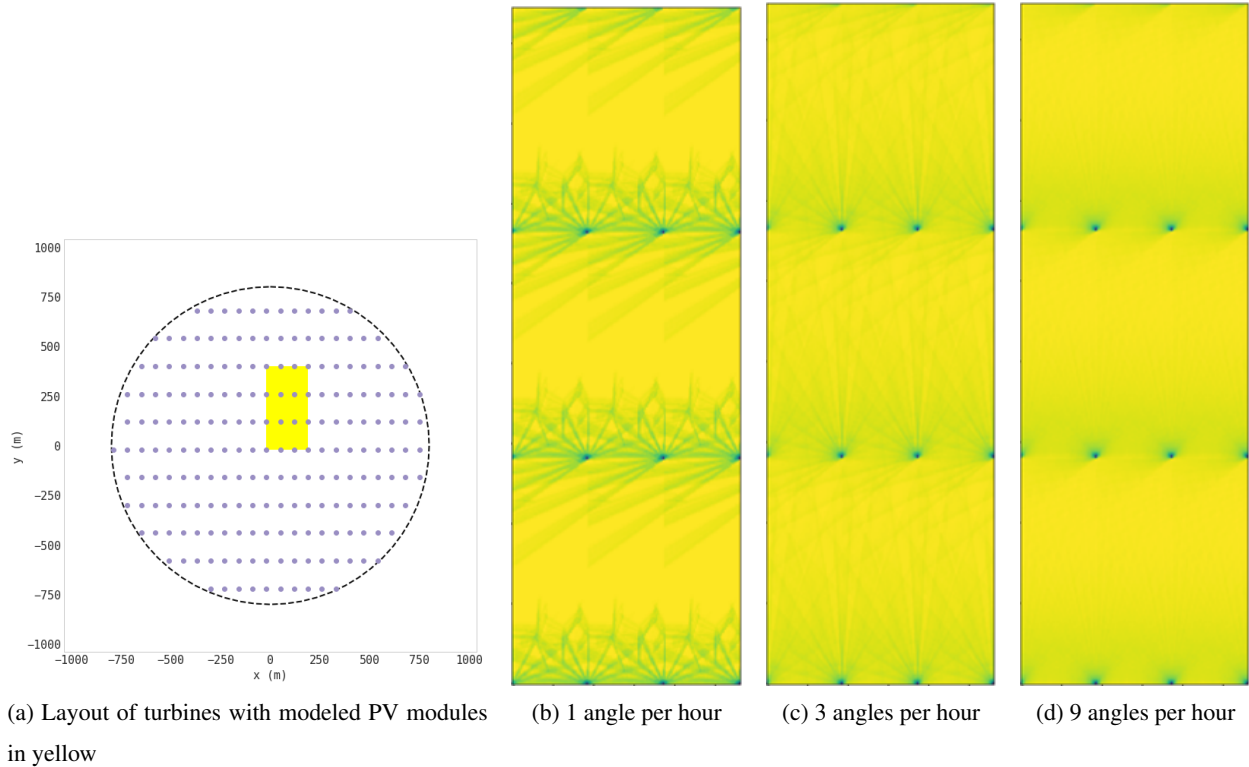 1000
750
500
250
0
−250
−500
−750
−1000
y (m)
−1000 −750 −500 −250 0 250 500 750 1000
x (m)
(a) Layout of turbines with modeled PV modules
in yellow
(b) 1 angle per hour
(c) 3 angles per hour
(d) 9 angles per hour